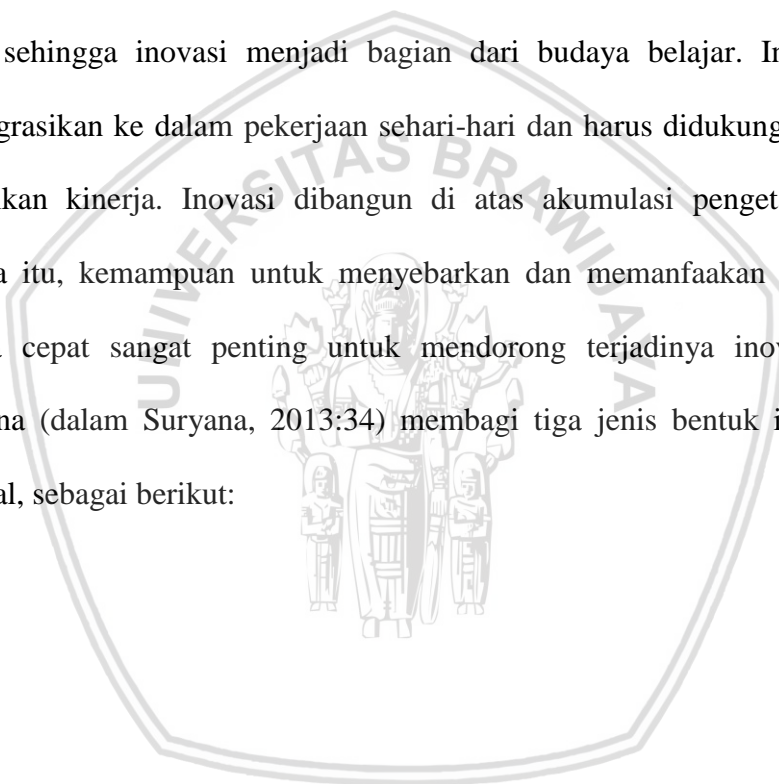 sehingga inovasi menjadi bagian dari budaya belajar. In
grasikan ke dalam pekerjaan sehari-hari dan harus didukung
kan kinerja. Inovasi dibangun di atas akumulasi penget
a itu, kemampuan untuk menyebarkan dan memanfaakan
cepat sangat penting untuk mendorong terjadinya inov
na (dalam Suryana, 2013:34) membagi tiga jenis bentuk i
al, sebagai berikut:
UNIVERSITAS BRAWIJAYA